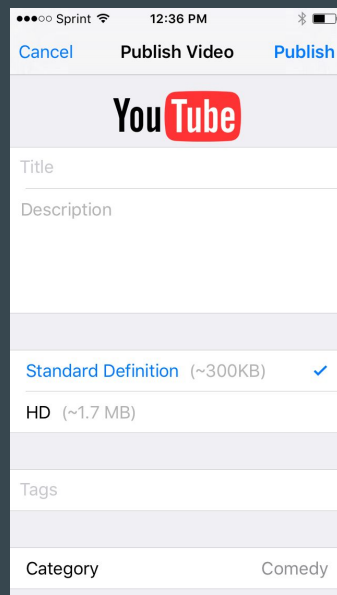 Sprint 12:36 PM
Cancel Publish Video Publish
YouTube
Title
Description
Standard Definition (~300KB)
HD (~1.7 MB)
Tags
Category Comedy